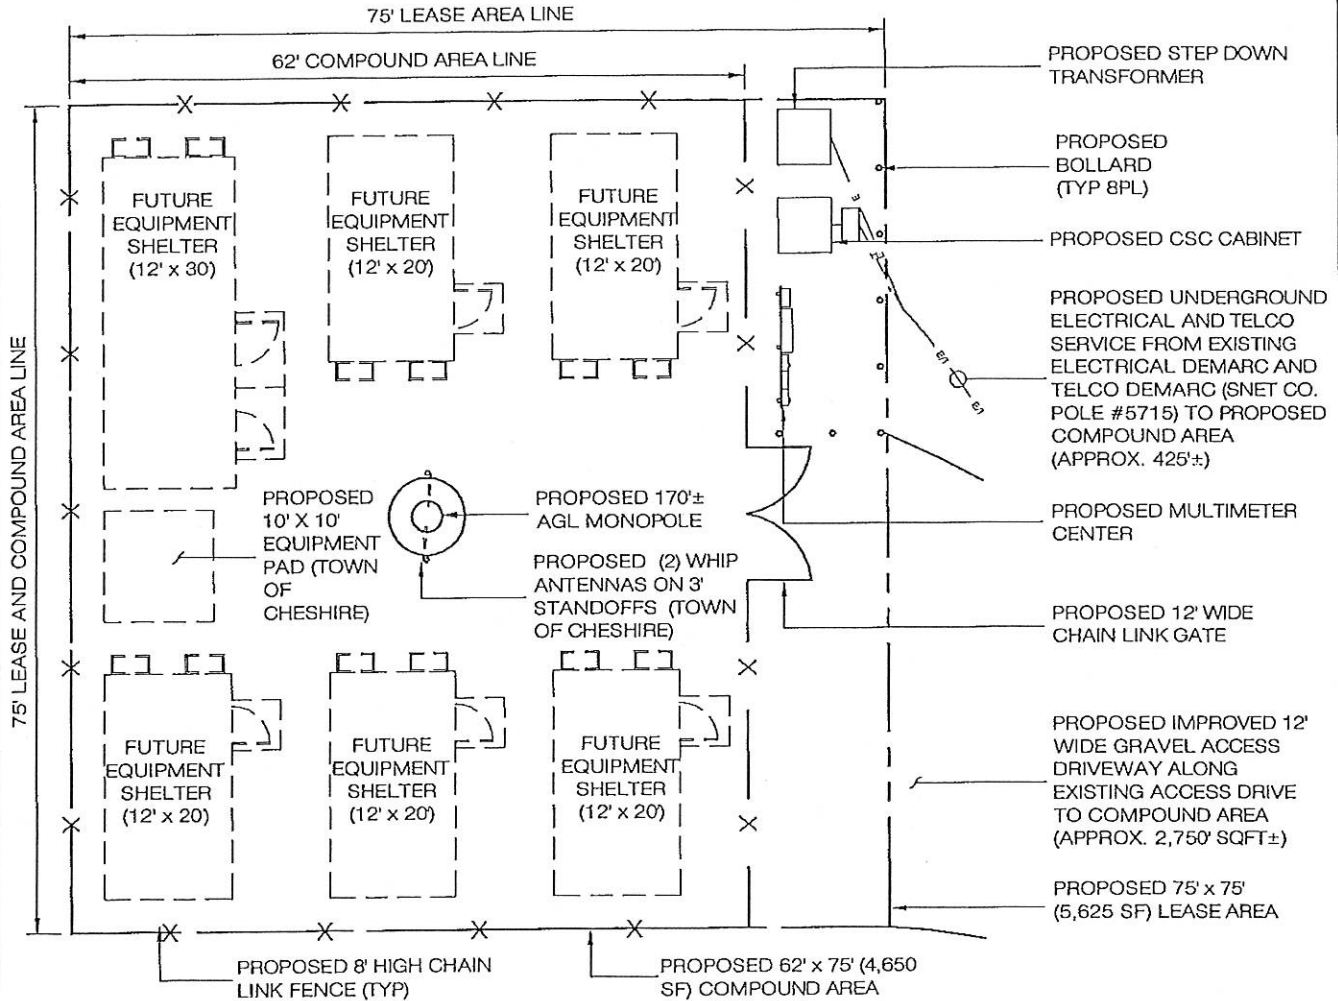 75' LEASE AREA LINE
62' COMPOUND AREA LINE
75' LEASE AND COMPOUND AREA LINE
FUTURE
EQUIPMENT
SHELTER
(12' x 30')
FUTURE
EQUIPMENT
SHELTER
(12' x 20')
FUTURE
EQUIPMENT
SHELTER
(12' x 20')
PROPOSED STEP DOWN
TRANSFORMER
PROPOSED
BOLLARD
(TYP 8PL)
PROPOSED CSC CABINET
PROPOSED UNDERGROUND
ELECTRICAL AND TELCO
SERVICE FROM EXISTING
ELECTRICAL DEMARC AND
TELCO DEMARC (SNET CO.
POLE #5715) TO PROPOSED
COMPOUND AREA
(APPROX. 425'±)
PROPOSED
10' X 10'
EQUIPMENT
PAD (TOWN
OF
CHESHIRE)
PROPOSED 170'±
AGL MONOPOLE
PROPOSED (2) WHIP
ANTENNAS ON 3'
STANDOFFS (TOWN
OF CHESHIRE)
PROPOSED MULTIMETER
CENTER
PROPOSED 12' WIDE
CHAIN LINK GATE
FUTURE
EQUIPMENT
SHELTER
(12' x 20')
FUTURE
EQUIPMENT
SHELTER
(12' x 20')
FUTURE
EQUIPMENT
SHELTER
(12' x 20')
PROPOSED IMPROVED 12'
WIDE GRAVEL ACCESS
DRIVEWAY ALONG
EXISTING ACCESS DRIVE
TO COMPOUND AREA
(APPROX. 2,750' SQFT±)
PROPOSED 75' x 75'
(5,625 SF) LEASE AREA
PROPOSED 8' HIGH CHAIN
LINK FENCE (TYP)
PROPOSED 62' x 75' (4,650
SF) COMPOUND AREA